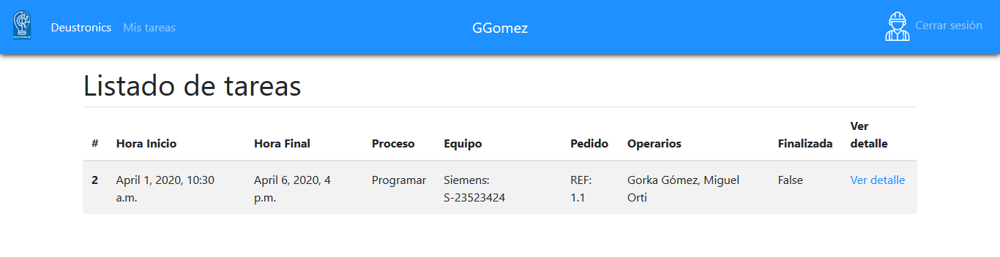 Deustronics Mis tareas GGomez Cerrar sesión
Listado de tareas
# Hora Inicio Hora Final Proceso Equipo Pedido Operarios Finalizada Ver detalle
2 April 1, 2020, 10:30 April 6, 2020, 4 Programar Siemens: REF: Gorka Gómez, Miguel False Ver detalle
a.m. p.m. S-23523424 1.1 Orti